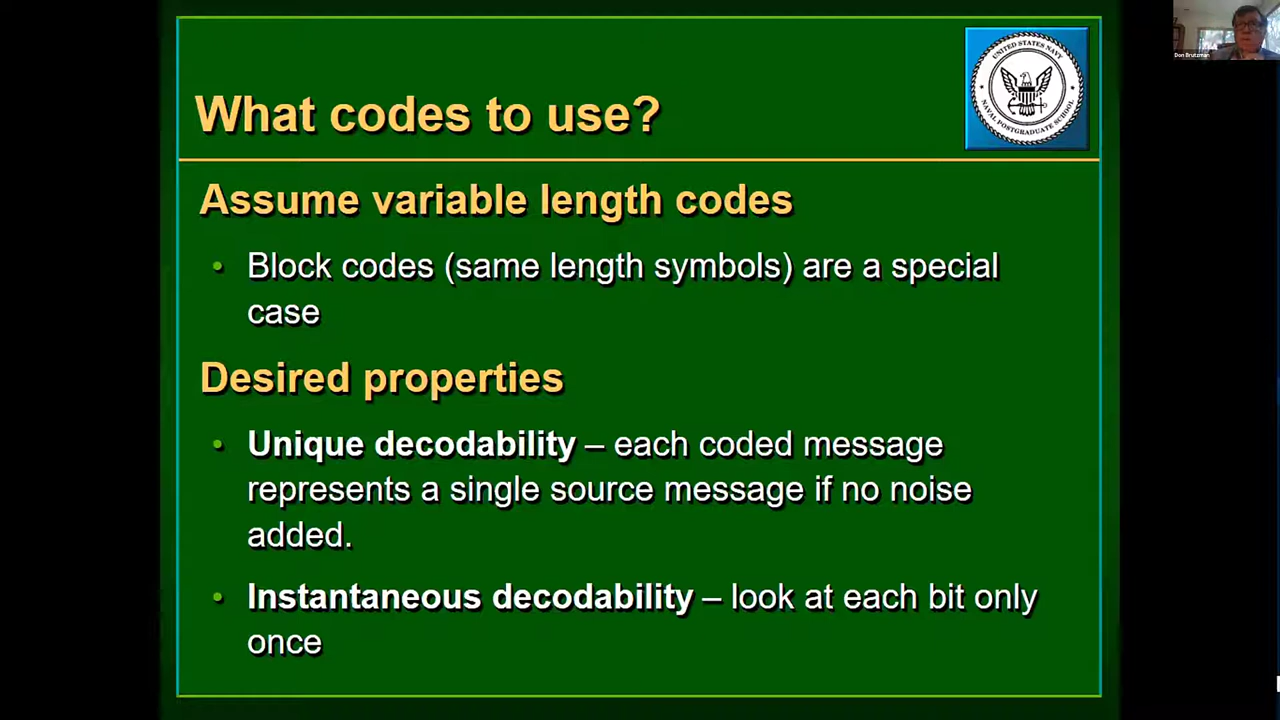 Don Brutzman
UNITED STATES NAVY
NAVAL POSTGRADUATE SCHOOL
What codes to use?
Assume variable length codes
• Block codes (same length symbols) are a special
case
Desired properties
• Unique decodability – each coded message
represents a single source message if no noise
added.
• Instantaneous decodability – look at each bit only
once